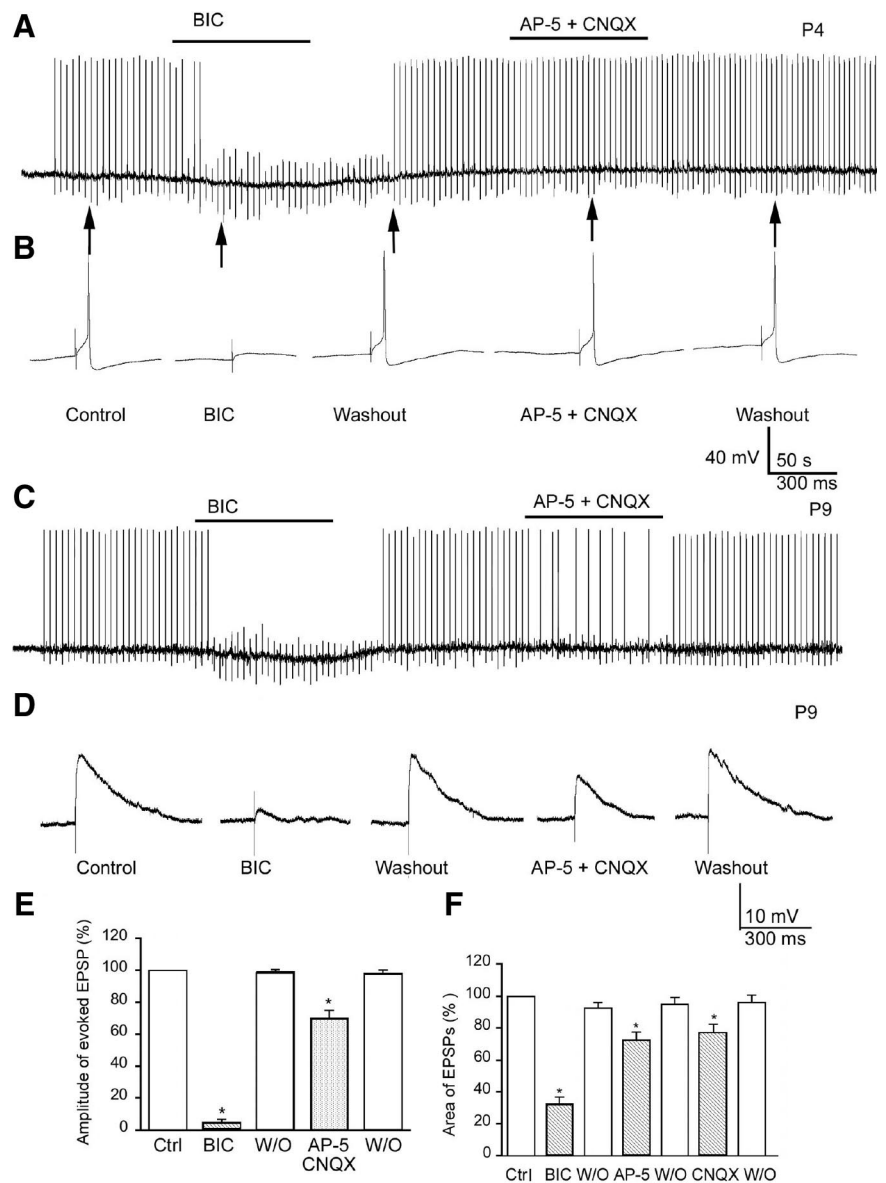 A
BIC
AP-5 + CNQX
P4
B
Control
BIC
Washout
AP-5 + CNQX
Washout
40 mV
50 s
300 ms
C
BIC
AP-5 + CNQX
P9
D
P9
Control
BIC
Washout
AP-5 + CNQX
Washout
10 mV
300 ms
E
Amplitude of evoked EPSP (%)
120
100
80
60
40
20
0
*
*
Ctrl
BIC
W/O
AP-5
CNQX
W/O
F
Area of EPSPs (% )
120
100
80
60
40
20
0
*
*
*
Ctrl
BIC
W/O
AP-5
W/O
CNQX
W/O